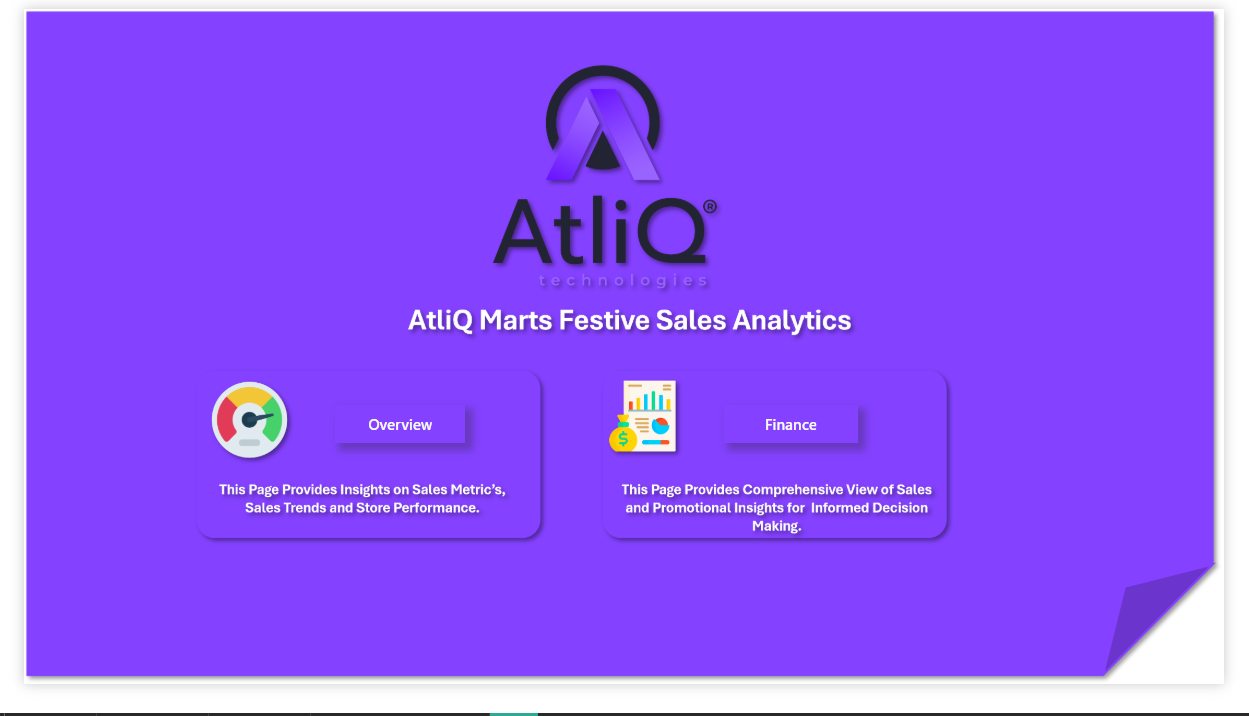 AtliQ®
technologies
AtliQ Marts Festive Sales Analytics
Overview
This Page Provides Insights on Sales Metric's,
Sales Trends and Store Performance.
Finance
This Page Provides Comprehensive View of Sales
and Promotional Insights for Informed Decision
Making.